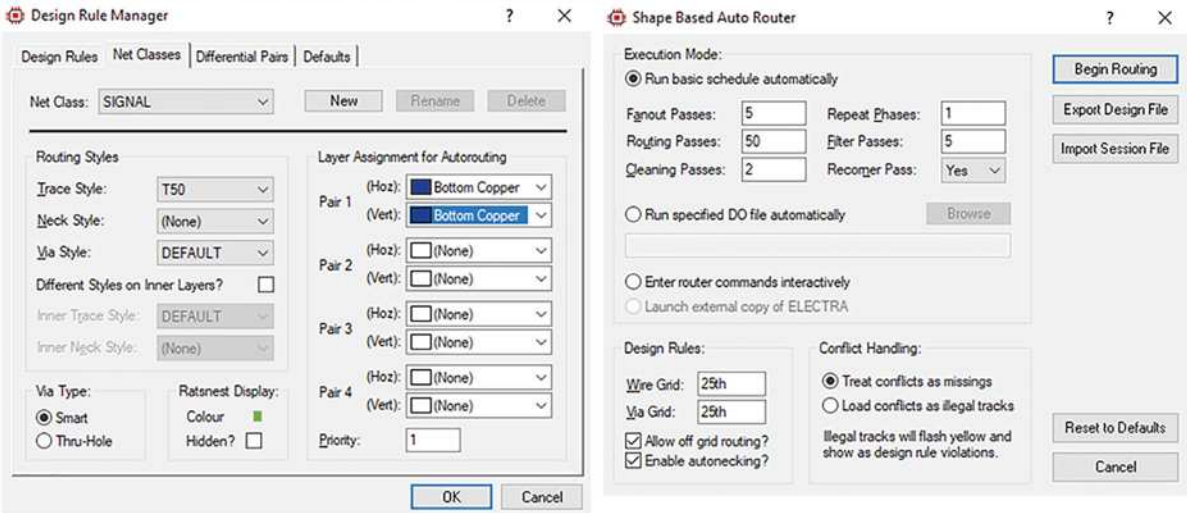 Design Rule Manager ? ×
Design Rules Net Classes Differential Pairs Defaults
Net Class: SIGNAL New Rename Delete
Routing Styles
Trace Style: T50
Neck Style: (None)
Via Style: DEFAULT
Different Styles on Inner Layers?
Inner Trace Style: DEFAULT
Inner Neck Style: (None)
Layer Assignment for Autorouting
Pair 1
(Hoz): Bottom Copper
(Vert): Bottom Copper
Pair 2
(Hoz): (None)
(Vert): (None)
Pair 3
(Hoz): (None)
(Vert): (None)
Pair 4
(Hoz): (None)
(Vert): (None)
Priority: 1
Via Type:
Smart
Thru-Hole
Ratsnest Display:
Colour
Hidden?
OK Cancel
Shape Based Auto Router ? ×
Execution Mode:
Run basic schedule automatically
Fanout Passes: 5 Repeat Phases: 1
Routing Passes: 50 Filter Passes: 5
Cleaning Passes: 2 Recorner Pass: Yes
Run specified DO file automatically Browse
Enter router commands interactively
Launch external copy of ELECTRA
Design Rules:
Wire Grid: 25th
Via Grid: 25th
Allow off grid routing?
Enable autonecking?
Conflict Handling:
Treat conflicts as missings
Load conflicts as illegal tracks
Illegal tracks will flash yellow and
show as design rule violations.
Begin Routing
Export Design File
Import Session File
Reset to Defaults
Cancel